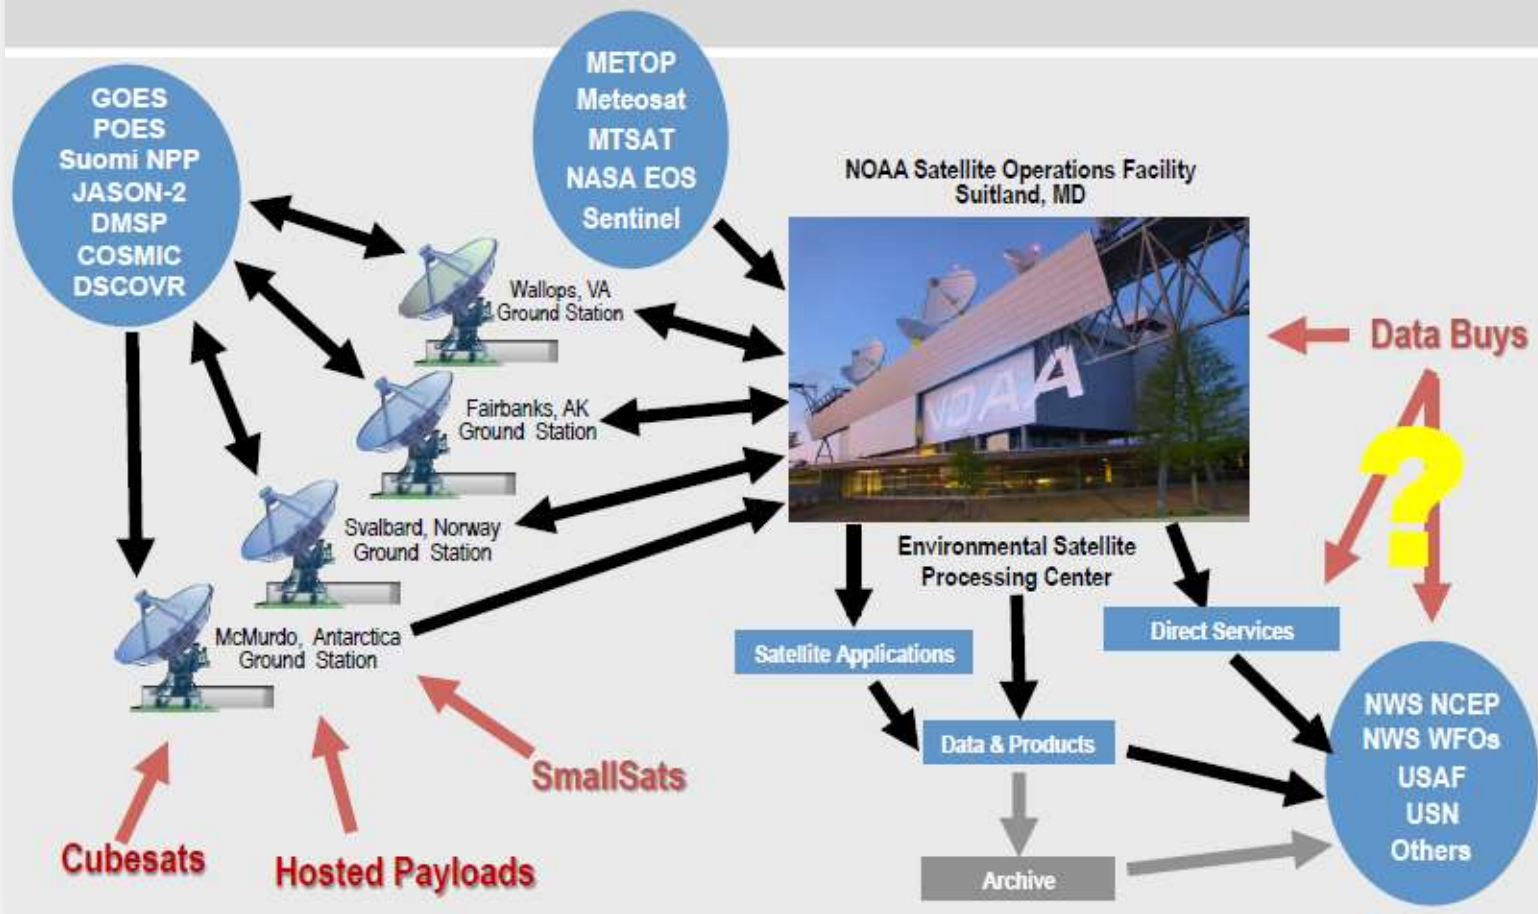 GOES
POES
Suomi NPP
JASON-2
DMSP
COSMIC
DSCOVR
METOP
Meteosat
MTSAT
NASA EOS
Sentinel
NOAA Satellite Operations Facility
Suitland, MD
NOAA
Wallops, VA
Ground Station
Fairbanks, AK
Ground Station
Svalbard, Norway
Ground Station
McMurdo, Antarctica
Ground Station
Cubesats
Hosted Payloads
SmallSats
Data Buys
?
Environmental Satellite
Processing Center
Satellite Applications
Direct Services
Data & Products
Archive
NWS NCEP
NWS WFOs
USAF
USN
Others